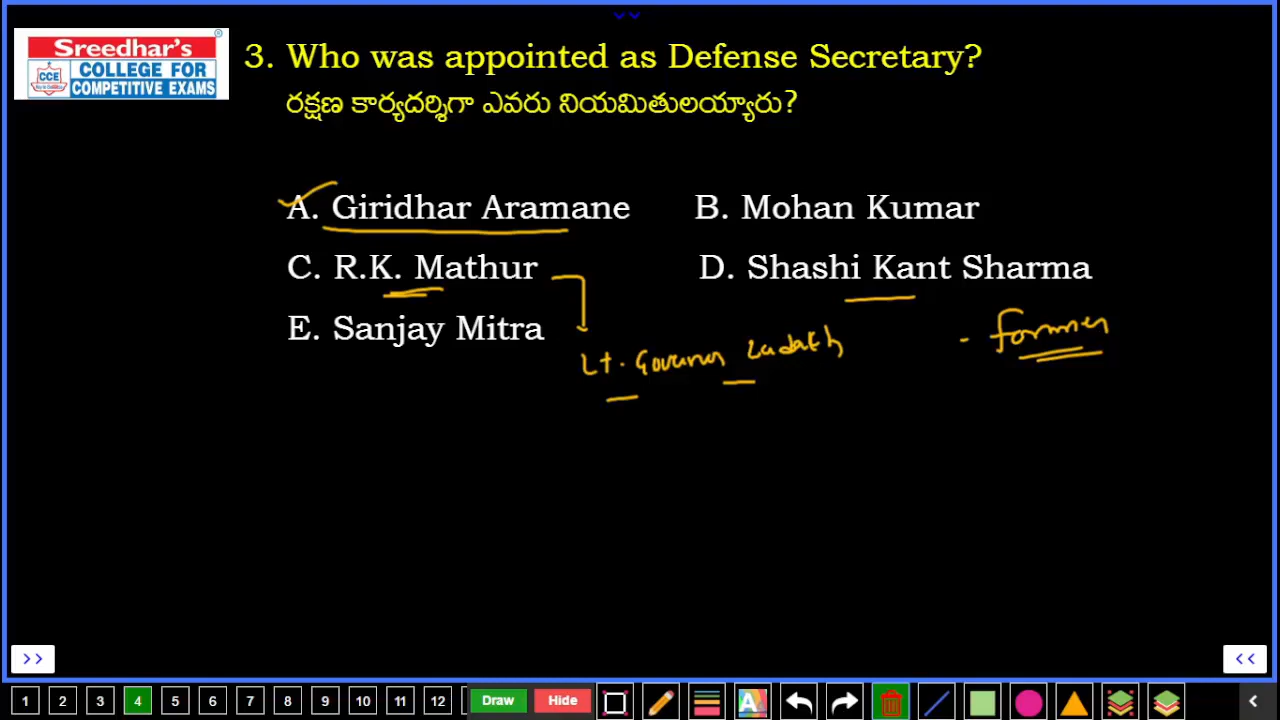 Sreedhar's
CCE
COLLEGE FOR
COMPETITIVE EXAMS
3. Who was appointed as Defense Secretary?
రక్షణ కార్యదర్శిగా ఎవరు నియమితులయ్యారు?
A. Giridhar Aramane
B. Mohan Kumar
C. R.K. Mathur
D. Shashi Kant Sharma
E. Sanjay Mitra
- former
Lt. Governor Ladakh
>>
<<
1 2 3 4 5 6 7 8 9 10 11 12 Draw Hide A <